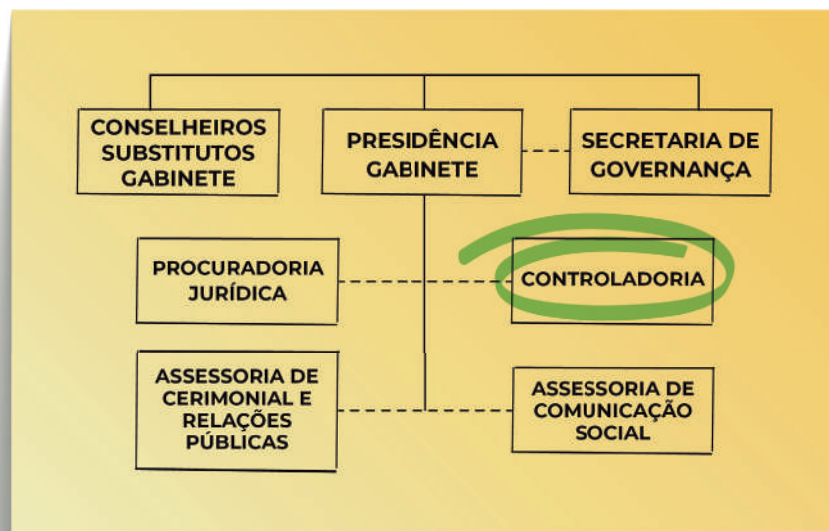 CONSELHEIROS
SUBSTITUTOS
GABINETE
PRESIDÊNCIA
GABINETE
SECRETARIA DE
GOVERNANÇA
PROCURADORIA
JURÍDICA
CONTROLADORIA
ASSESSORIA DE
CERIMONIAL E
RELAÇÕES
PÚBLICAS
ASSESSORIA DE
COMUNICAÇÃO
SOCIAL